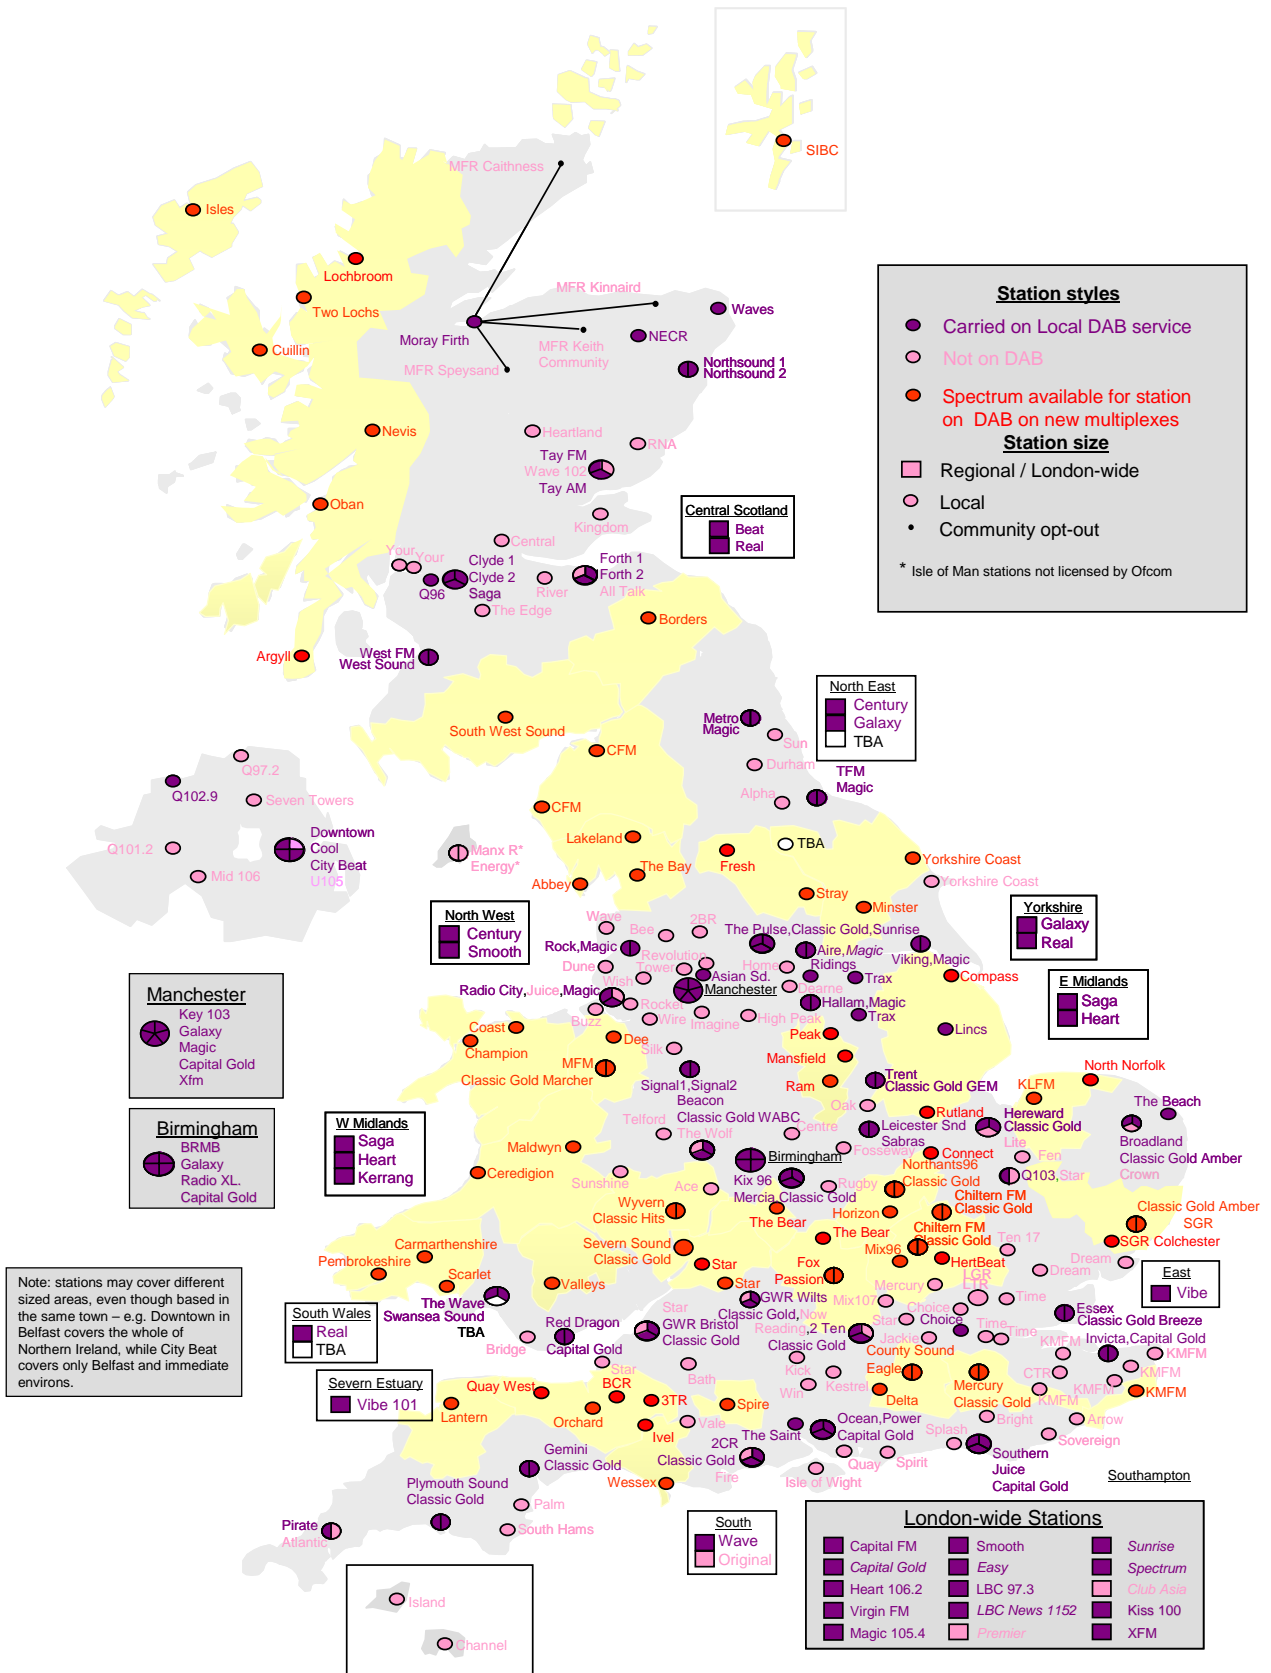 SIBC
MFR Caithness
Isles
Lochbroom
Two Lochs
Cuillin
MFR Kinnaird
Waves
Moray Firth
NECR
MFR Keith
Community
MFR Speysand
Northsound 1
Northsound 2
Station styles
Carried on Local DAB service
Not on DAB
Spectrum available for station
on DAB on new multiplexes
Station size
Regional / London-wide
Local
Community opt-out
* Isle of Man stations not licensed by Ofcom
Nevis
Heartland
RNA
Tay FM
Wave 102
Tay AM
Oban
Kingdom
Central Scotland
Beat
Real
Central
Your
Your
Q96
Clyde 1
Clyde 2
Saga
River
Forth 1
Forth 2
All Talk
The Edge
Borders
Argyll
West FM
West Sound
North East
Century
Galaxy
TBA
South West Sound
Metro
Magic
Sun
CFM
Durham
TFM
Magic
Alpha
Q97.2
Q102.9
Seven Towers
CFM
Downtown
Cool
City Beat
U105
Q101.2
Mid 106
Manx R*
Energy*
Lakeland
The Bay
Abbey
Fresh
TBA
Yorkshire Coast
Yorkshire Coast
Stray
Minster
North West
Century
Smooth
Yorkshire
Galaxy
Real
Wave
Bee
2BR
The Pulse,Classic Gold,Sunrise
Rock,Magic
Revolution
Aire,Magic
Viking,Magic
Dune
Tower
Home
Ridings
Wish
Asian Sd.
Trax
Compass
Manchester
Dearne
Radio City,Juice,Magic
Rocket
Hallam,Magic
Trax
Buzz
Wire
Imagine
High Peak
Lincs
E Midlands
Saga
Heart
Manchester
Key 103
Galaxy
Magic
Capital Gold
Xfm
Coast
Champion
Dee
Silk
Peak
Mansfield
MFM
Classic Gold Marcher
Signal1,Signal2
Ram
Trent
Classic Gold GEM
North Norfolk
KLFM
Beacon
Classic Gold WABC
Oak
Rutland
Hereward
Classic Gold
The Beach
Birmingham
BRMB
Galaxy
Radio XL.
Capital Gold
W Midlands
Saga
Heart
Kerrang
Telford
The Wolf
Centre
Leicester Snd
Sabras
Lite
Fen
Broadland
Classic Gold Amber
Crown
Maldwyn
Birmingham
Fosseway
Connect
Ceredigion
Sunshine
Ace
Kix 96
Mercia,Classic Gold
Rugby
Northants96
Classic Gold
Q103,Star
Wyvern
Classic Hits
The Bear
Horizon
Chiltern FM
Classic Gold
Classic Gold Amber
SGR
The Bear
Chiltern FM
Classic Gold
SGR Colchester
Severn Sound
Classic Gold
Star
Mix96
HertBeat
Ten 17
Carmarthenshire
Pembrokeshire
Scarlet
Valleys
Star
Fox
Passion
Dream
Dream
East
Vibe
Note: stations may cover different
sized areas, even though based in
the same town – e.g. Downtown in
Belfast covers the whole of
Northern Ireland, while City Beat
covers only Belfast and immediate
environs.
The Wave
Swansea Sound
TBA
GWR Wilts
Classic Gold,Now
Mercury
LGR
LTR
Time
Mix107
South Wales
Real
TBA
Red Dragon
Capital Gold
Bridge
Star
GWR Bristol
Classic Gold
Reading,2 Ten
Classic Gold
Star
Choice
Choice
Jackie
Time
Time
Essex
Classic Gold Breeze
Invicta,Capital Gold
KMFM
KMFM
Star
Bath
Kick
Win
Kestrel
County Sound
Eagle
Delta
Mercury
Classic Gold
CTR
KMFM
KMFM
KMFM
KMFM
Severn Estuary
Vibe 101
Quay West
BCR
Lantern
Orchard
3TR
Ivel
Vale
Spire
The Saint
Ocean,Power
Capital Gold
Bright
Arrow
Sovereign
Splash
Gemini
Classic Gold
2CR
Classic Gold
Fire
Quay
Spirit
Isle of Wight
Southern
Juice
Capital Gold
Southampton
Wessex
Plymouth Sound
Classic Gold
Palm
South Hams
Pirate
Atlantic
South
Wave
Original
London-wide Stations
Capital FM
Smooth
Sunrise
Capital Gold
Easy
Spectrum
Heart 106.2
LBC 97.3
Club Asia
Virgin FM
LBC News 1152
Kiss 100
Magic 105.4
Premier
XFM
Island
Channel